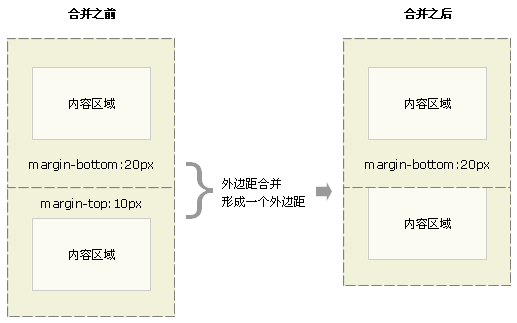 合并之前
内容区域
margin-bottom:20px
margin-top:10px
内容区域
外边距合并
形成一个外边距
合并之后
内容区域
margin-bottom:20px
内容区域